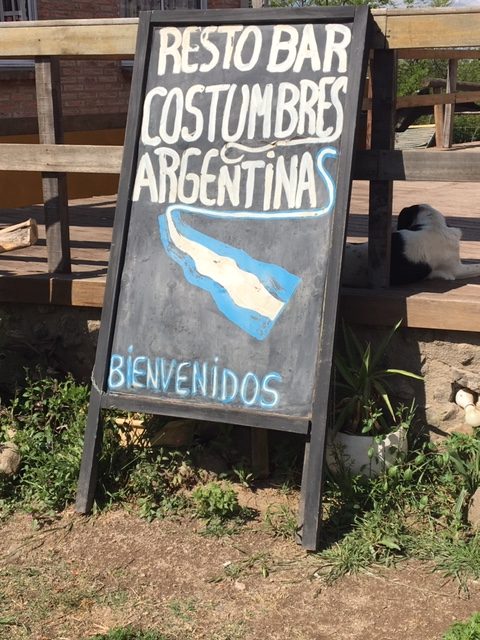 RESTO BAR
COSTUMBRES
ARGENTINAS
BIENVENIDOS